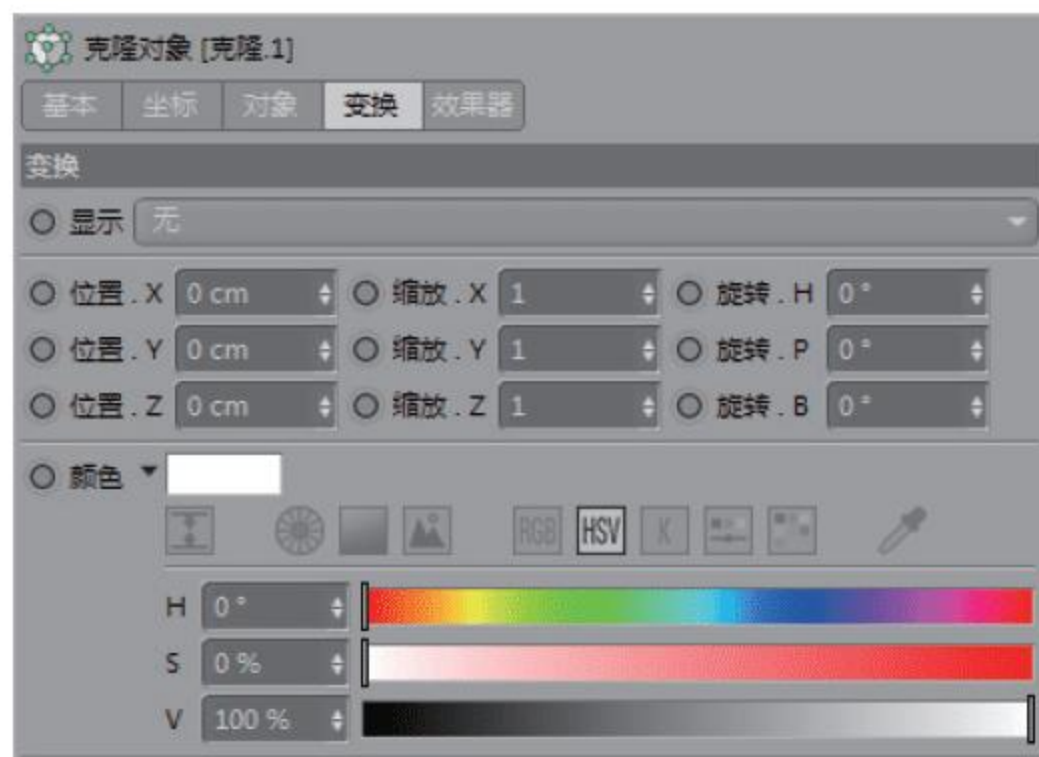 克隆对象 [克隆.1]
基本 坐标 对象 变换 效果器
变换
显示 无
位置 . X 0 cm 缩放 . X 1 旋转 . H 0 °
位置 . Y 0 cm 缩放 . Y 1 旋转 . P 0 °
位置 . Z 0 cm 缩放 . Z 1 旋转 . B 0 °
颜色
RGB HSV K
H 0 °
S 0 %
V 100 %